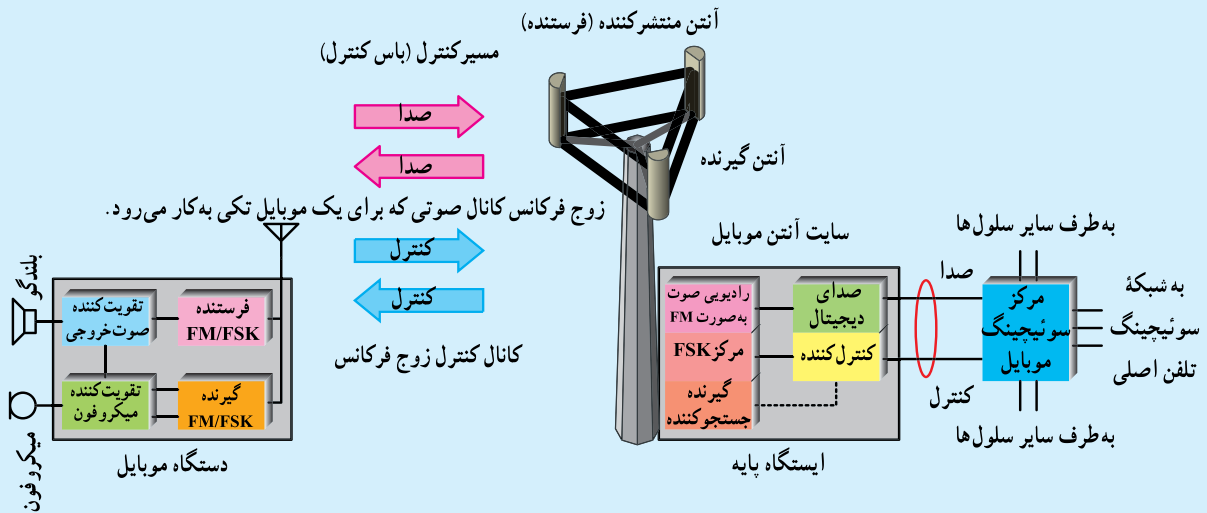 آنتن منتشرکننده (فرستنده)
مسیرکنترل (باس کنترل)
صدا
صدا
آنتن گیرنده
زوج فرکانس کانال صوتی که برای یک موبایل تکی به‌کار می‌رود.
کنترل
کنترل
کانال کنترل زوج فرکانس
سایت آنتن موبایل
به‌طرف سایر سلول‌ها
صدا
رادیویی صوت
به‌صورت FM
صدای
دیجیتال
مرکز FSK
کنترل‌کننده
گیرنده
جستجوکننده
مرکز
سوئیچینگ
موبایل
به شبکهٔ
سوئیچینگ
تلفن اصلی
کنترل
به‌طرف سایر سلول‌ها
ایستگاه پایه
بلندگو
تقویت‌کننده
صوت‌خروجی
فرستنده
FM/FSK
تقویت‌کننده
میکروفون
گیرنده
FM/FSK
میکروفون
دستگاه موبایل